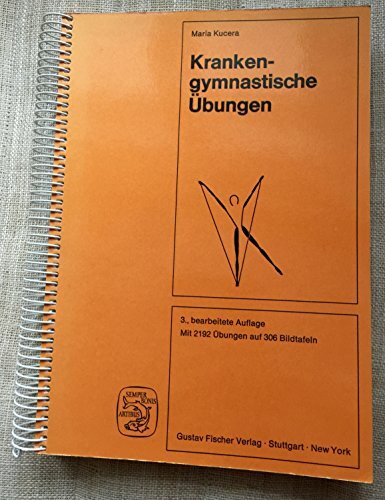 Maria Kucera
Kranken-
gymnastische
Übungen
3., bearbeitete Auflage
Mit 2192 Übungen auf 306 Bildtafeln
SEMPER
BONIS
ARTIBUS
Gustav Fischer Verlag · Stuttgart · New York